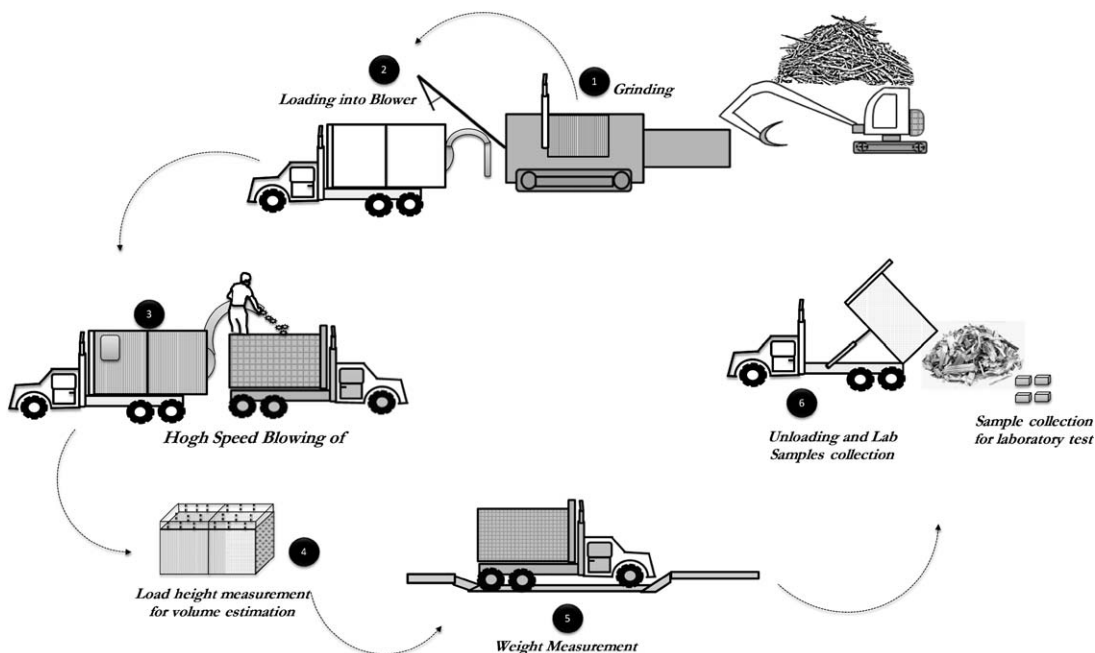 1
Grinding
2
Loading into Blower
3
Hogh Speed Blowing of
4
Load height measurement
for volume estimation
5
Weight Measurement
6
Unloading and Lab
Samples collection
Sample collection
for laboratory test